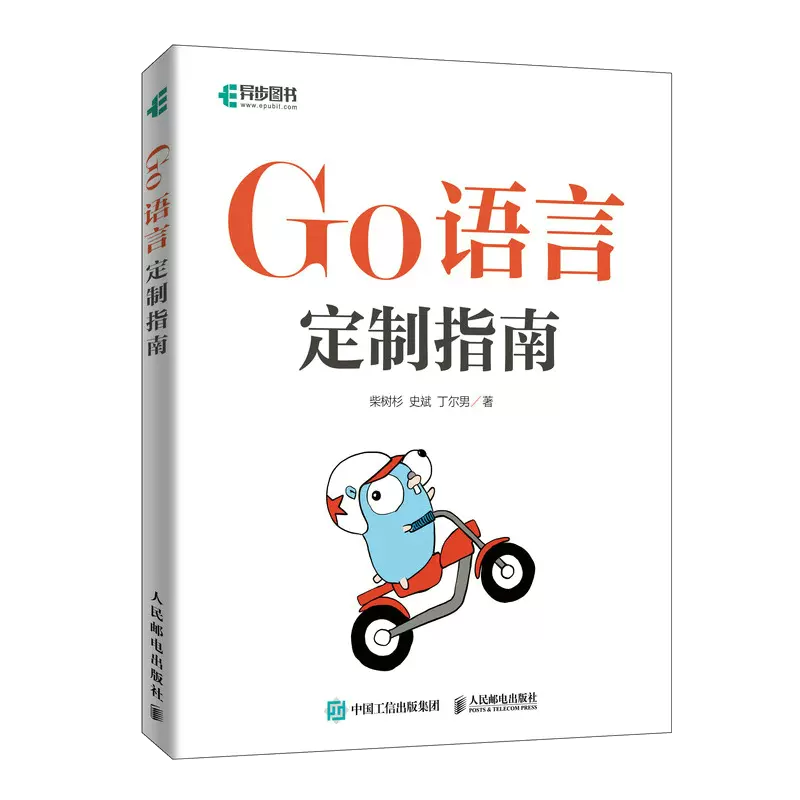 异步图书
www.epubit.com
Go语言
定制指南
柴树杉 史斌 丁尔男／著
中国工信出版集团
人民邮电出版社
POSTS & TELECOM PRESS
Go语言定制指南
人民邮电出版社